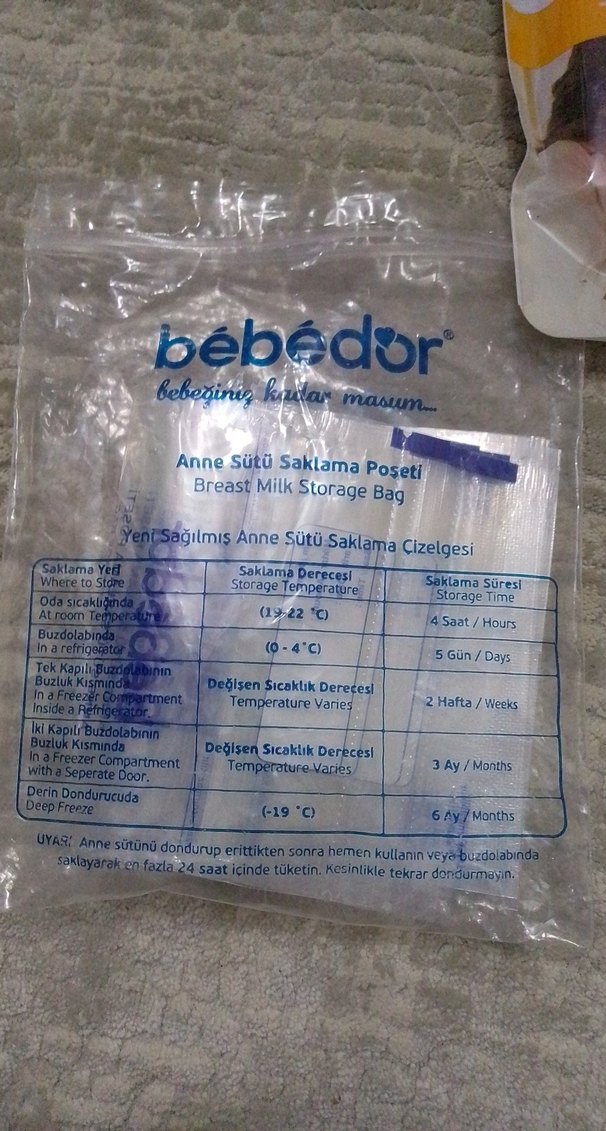 bébédor®
bebeğiniz kadar masum...
Anne Sütü Saklama Poşeti
Breast Milk Storage Bag
Yeni Sağılmış Anne Sütü Saklama Çizelgesi
Saklama Yeri
Where to Store
Saklama Derecesi
Storage Temperature
Saklama Süresi
Storage Time
Oda sıcaklığında
At room Temperature
(19-22 °C)
4 Saat / Hours
Buzdolabında
In a refrigerator
(0 - 4°C)
5 Gün / Days
Tek Kapılı Buzdolabının
Buzluk Kısmında
In a Freezer Compartment
Inside a Refrigerator.
Değişen Sıcaklık Derecesi
Temperature Varies
2 Hafta / Weeks
İki Kapılı Buzdolabının
Buzluk Kısmında
In a Freezer Compartment
with a Seperate Door.
Değişen Sıcaklık Derecesi
Temperature Varies
3 Ay / Months
Derin Dondurucuda
Deep Freeze
(-19 °C)
6 Ay / Months
UYARI Anne sütünü dondurup erittikten sonra hemen kullanın veya buzdolabında
saklayarak en fazla 24 saat içinde tüketin. Kesinlikle tekrar dondurmayın.